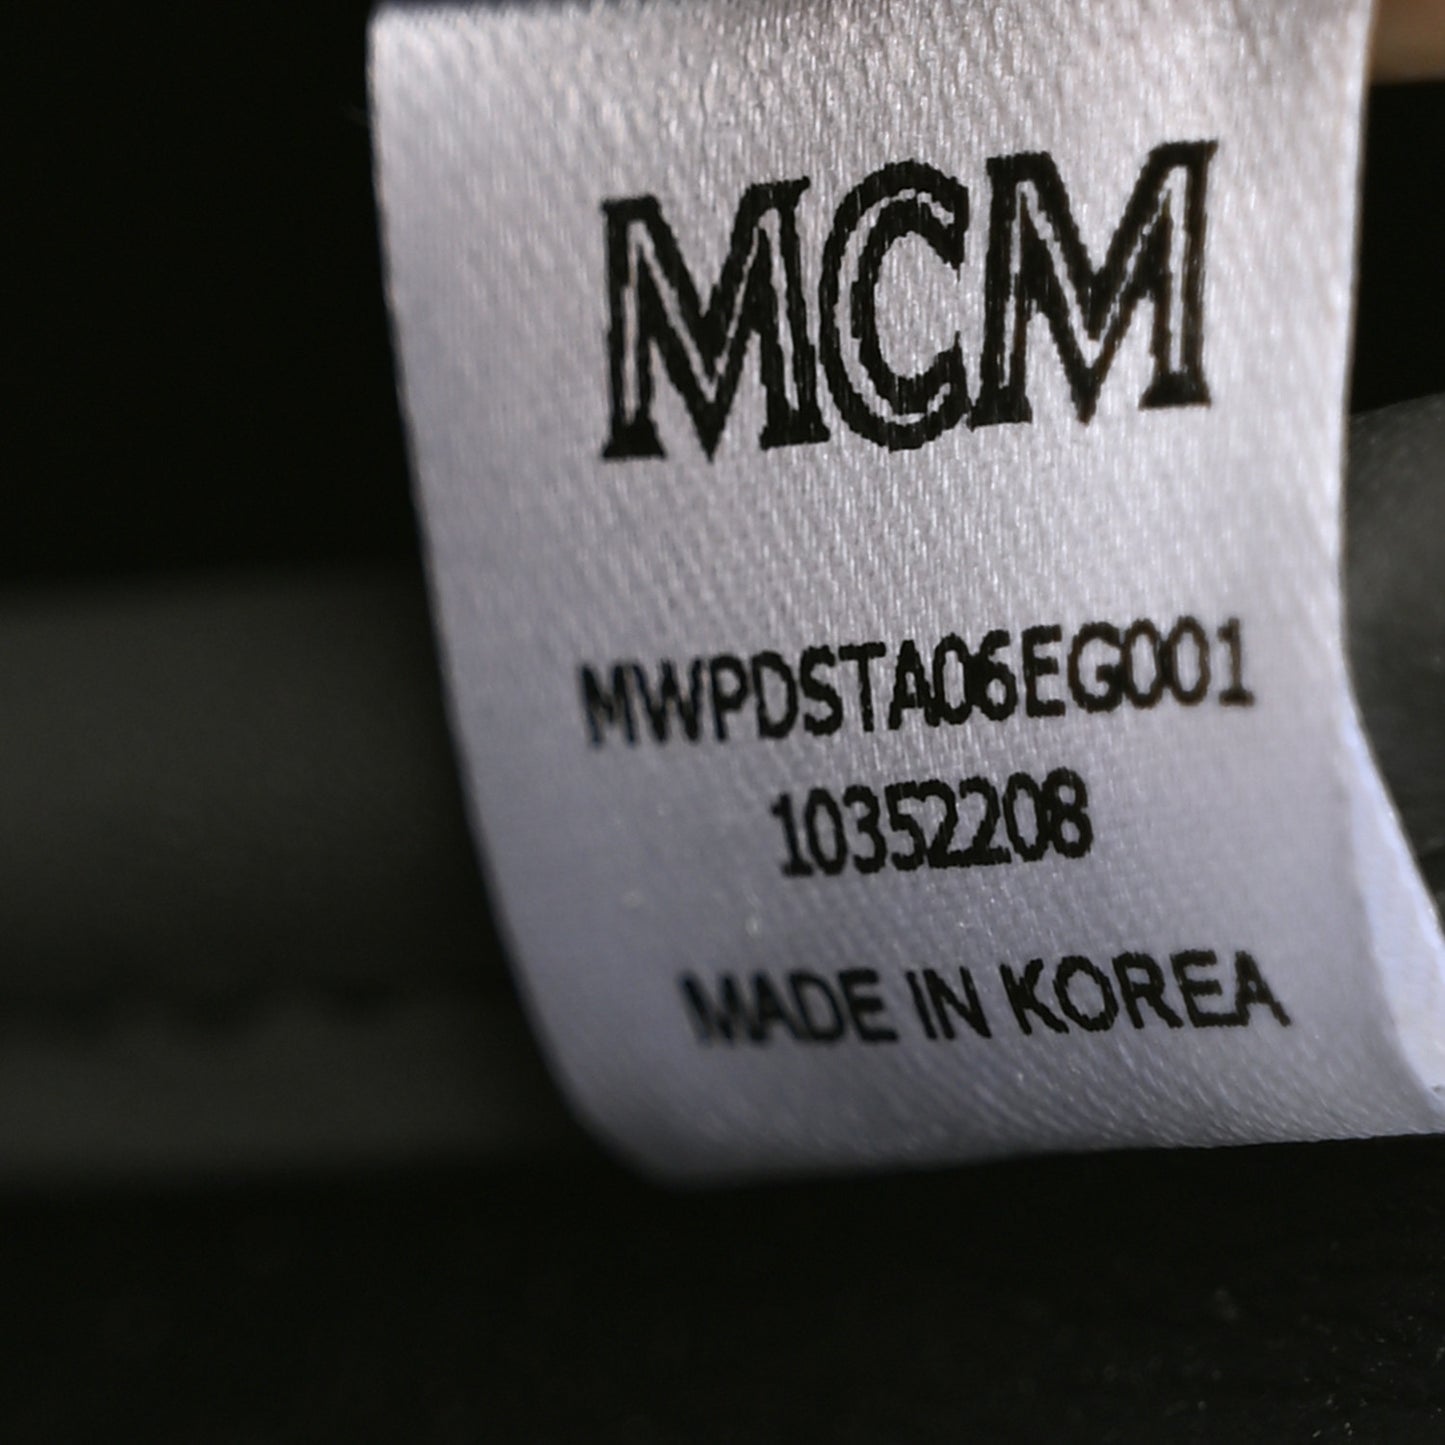 MCM
MWPDSTA06EG001
10352208
MADE IN KOREA